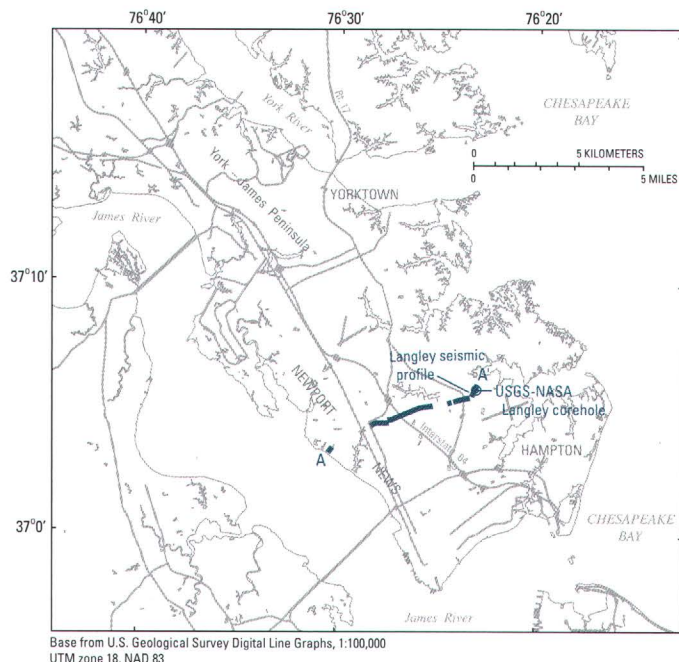 76°40′
76°30′
76°20′
CHESAPEAKE
BAY
York River
Rt. 17
0 5 KILOMETERS
0 5 MILES
York - James Peninsula
YORKTOWN
James River
37°10′
Langley seismic
profile
A′
USGS-NASA
Langley corehole
NEWPORT
NEWS
Interstate 64
HAMPTON
A
37°0′
CHESAPEAKE
BAY
James River
Base from U.S. Geological Survey Digital Line Graphs, 1:100,000
UTM zone 18, NAD 83